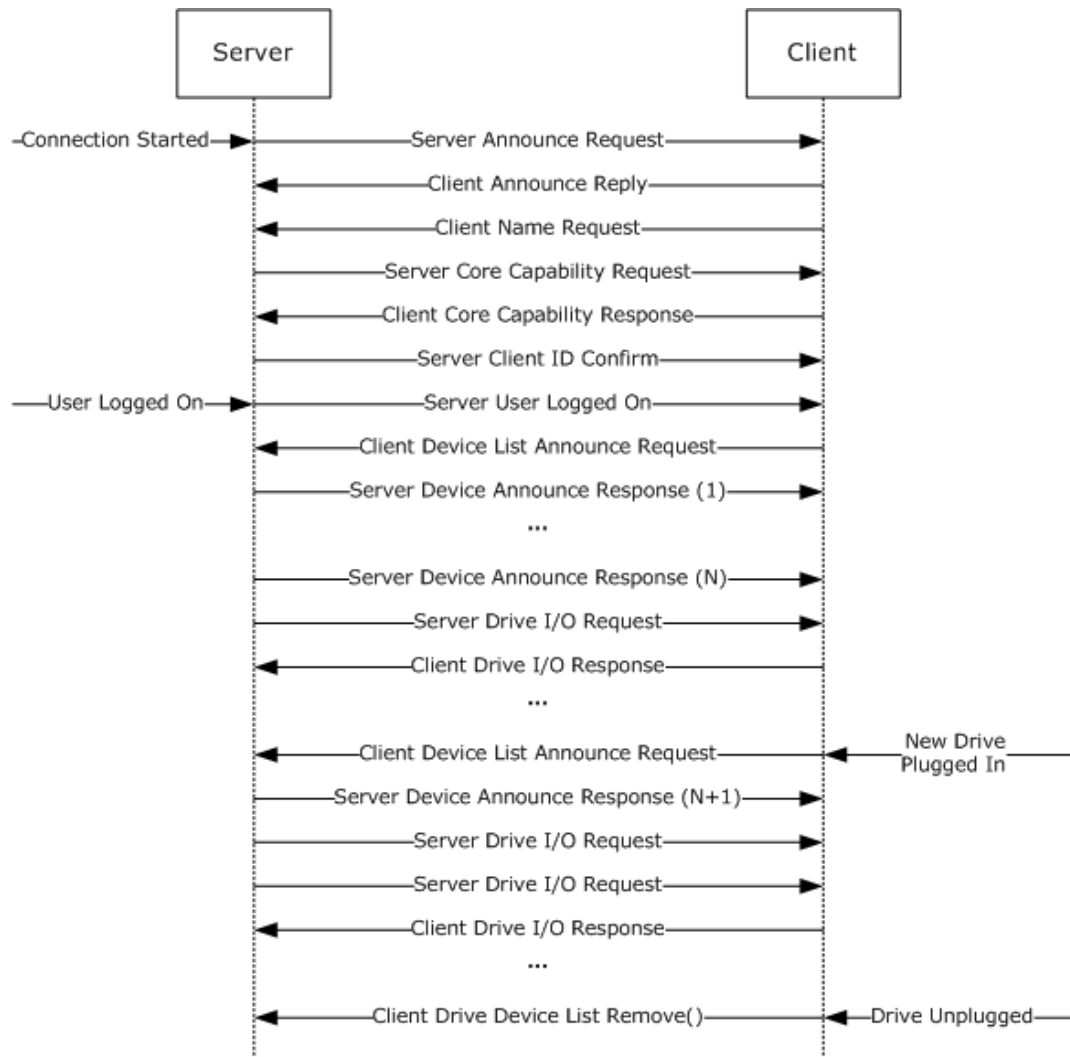 Server
Client
Connection Started
Server Announce Request
Client Announce Reply
Client Name Request
Server Core Capability Request
Client Core Capability Response
Server Client ID Confirm
User Logged On
Server User Logged On
Client Device List Announce Request
Server Device Announce Response (1)
...
Server Device Announce Response (N)
Server Drive I/O Request
Client Drive I/O Response
...
Client Device List Announce Request
New Drive
Plugged In
Server Device Announce Response (N+1)
Server Drive I/O Request
Server Drive I/O Request
Client Drive I/O Response
...
Client Drive Device List Remove()
Drive Unplugged